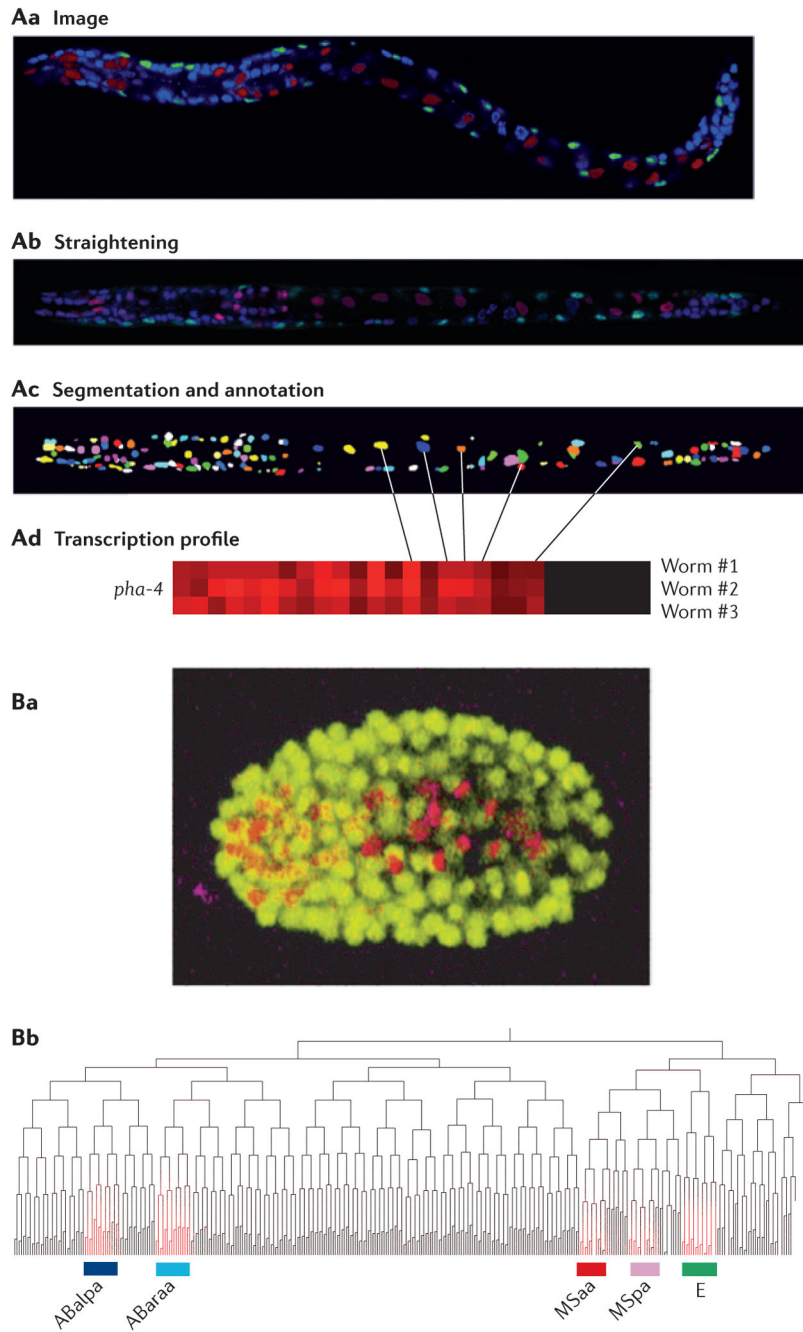 Aa Image
Ab Straightening
Ac Segmentation and annotation
Ad Transcription profile
Worm #1
pha-4 Worm #2
Worm #3
Ba
Bb
ABalpa
ABaraa
MSaa
MSpa
E